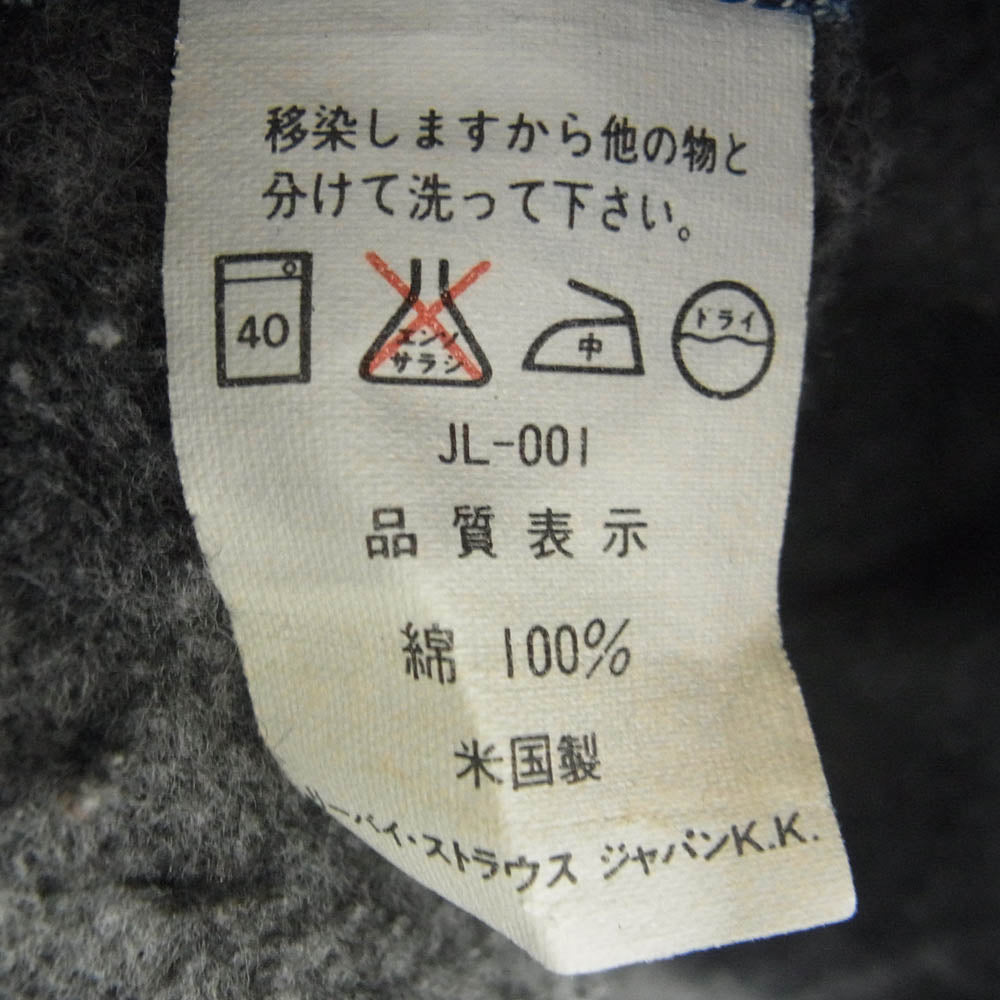 移染しますから他の物と
分けて洗って下さい。
40
エンソ
サラシ
中
ドライ
JL-001
品質表示
綿 100%
米国製
リーバイ・ストラウス ジャパンK.K.